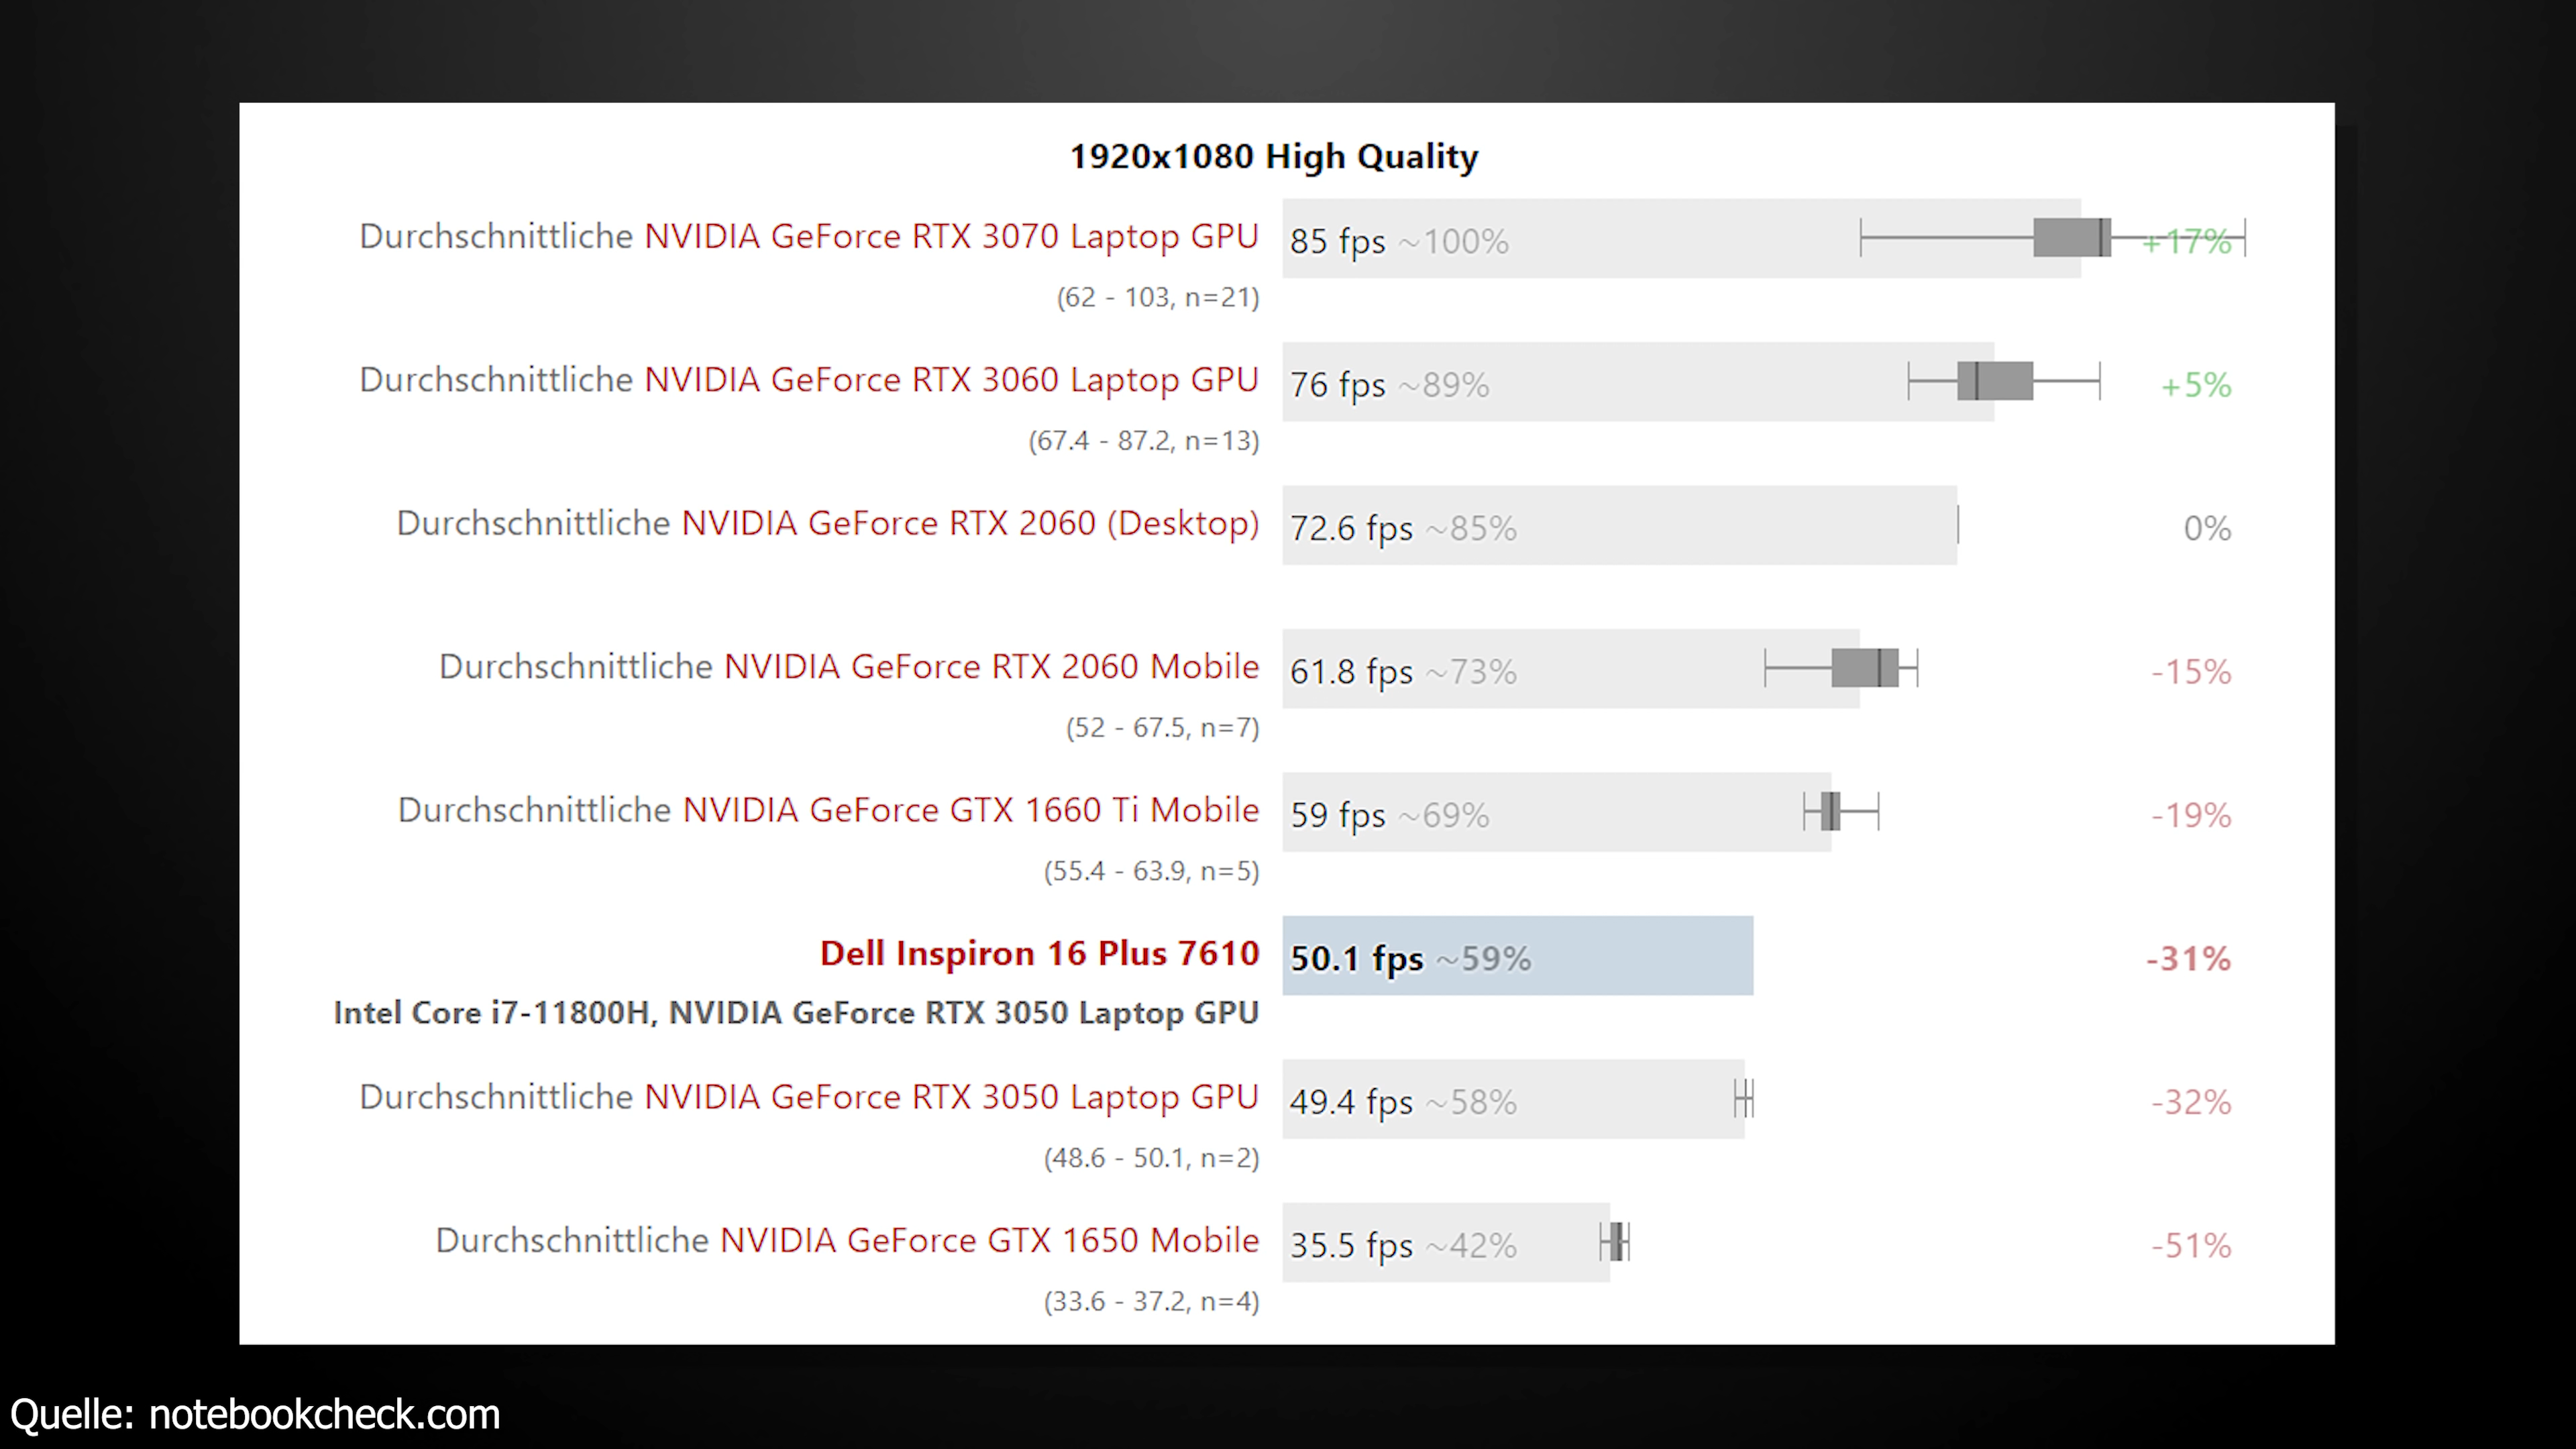 1920x1080 High Quality
Durchschnittliche NVIDIA GeForce RTX 3070 Laptop GPU 85 fps ~100% +17%
(62 - 103, n=21)
Durchschnittliche NVIDIA GeForce RTX 3060 Laptop GPU 76 fps ~89% +5%
(67.4 - 87.2, n=13)
Durchschnittliche NVIDIA GeForce RTX 2060 (Desktop) 72.6 fps ~85% 0%
Durchschnittliche NVIDIA GeForce RTX 2060 Mobile 61.8 fps ~73% -15%
(52 - 67.5, n=7)
Durchschnittliche NVIDIA GeForce GTX 1660 Ti Mobile 59 fps ~69% -19%
(55.4 - 63.9, n=5)
Dell Inspiron 16 Plus 7610 50.1 fps ~59% -31%
Intel Core i7-11800H, NVIDIA GeForce RTX 3050 Laptop GPU
Durchschnittliche NVIDIA GeForce RTX 3050 Laptop GPU 49.4 fps ~58% -32%
(48.6 - 50.1, n=2)
Durchschnittliche NVIDIA GeForce GTX 1650 Mobile 35.5 fps ~42% -51%
(33.6 - 37.2, n=4)
Quelle: notebookcheck.com